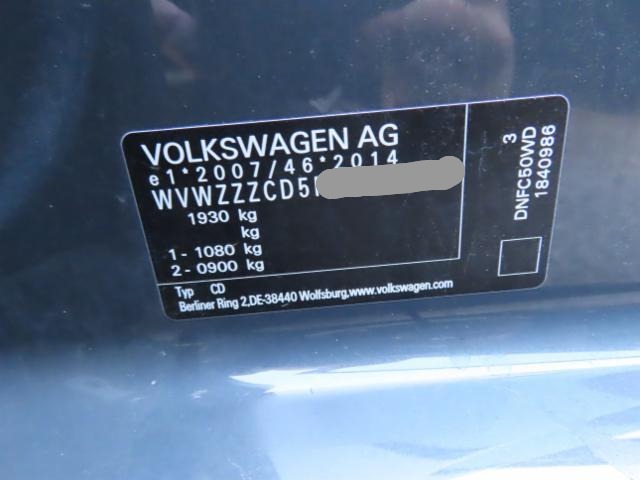 VOLKSWAGEN AG
e1*2007/46*2014
WVWZZZCD5
1930 kg
kg
1 - 1080 kg
2 - 0900 kg
Typ CD
Berliner Ring 2,DE-38440 Wolfsburg,www.volkswagen.com
3
DNFC50WD
1840986